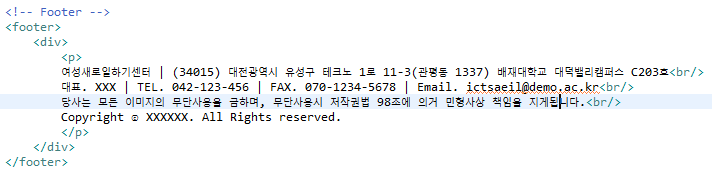 <!-- Footer -->
<footer>
<div>
<p>
여성새로일하기센터 | (34015) 대전광역시 유성구 테크노 1로 11-3(관평동 1337) 배재대학교 대덕밸리캠퍼스 C203호<br/>
대표. XXX | TEL. 042-123-456 | FAX. 070-1234-5678 | Email. ictsaeil@demo.ac.kr<br/>
당사는 모든 이미지의 무단사용을 금하며, 무단사용시 저작권법 98조에 의거 민형사상 책임을 지게됩니다.<br/>
Copyright ⓒ XXXXXX. All Rights reserved.
</p>
</div>
</footer>